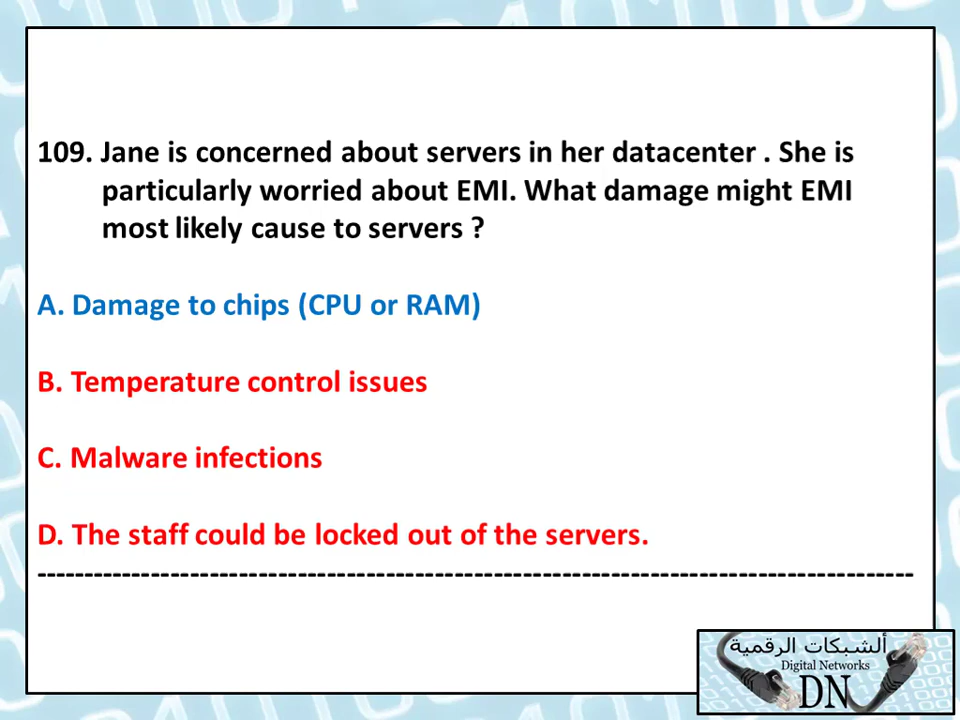 109. Jane is concerned about servers in her datacenter . She is
particularly worried about EMI. What damage might EMI
most likely cause to servers ?
A. Damage to chips (CPU or RAM)
B. Temperature control issues
C. Malware infections
D. The staff could be locked out of the servers.
---------------------------------------------------------------------------------------------
ألشبكات الرقمية
Digital Networks
DN